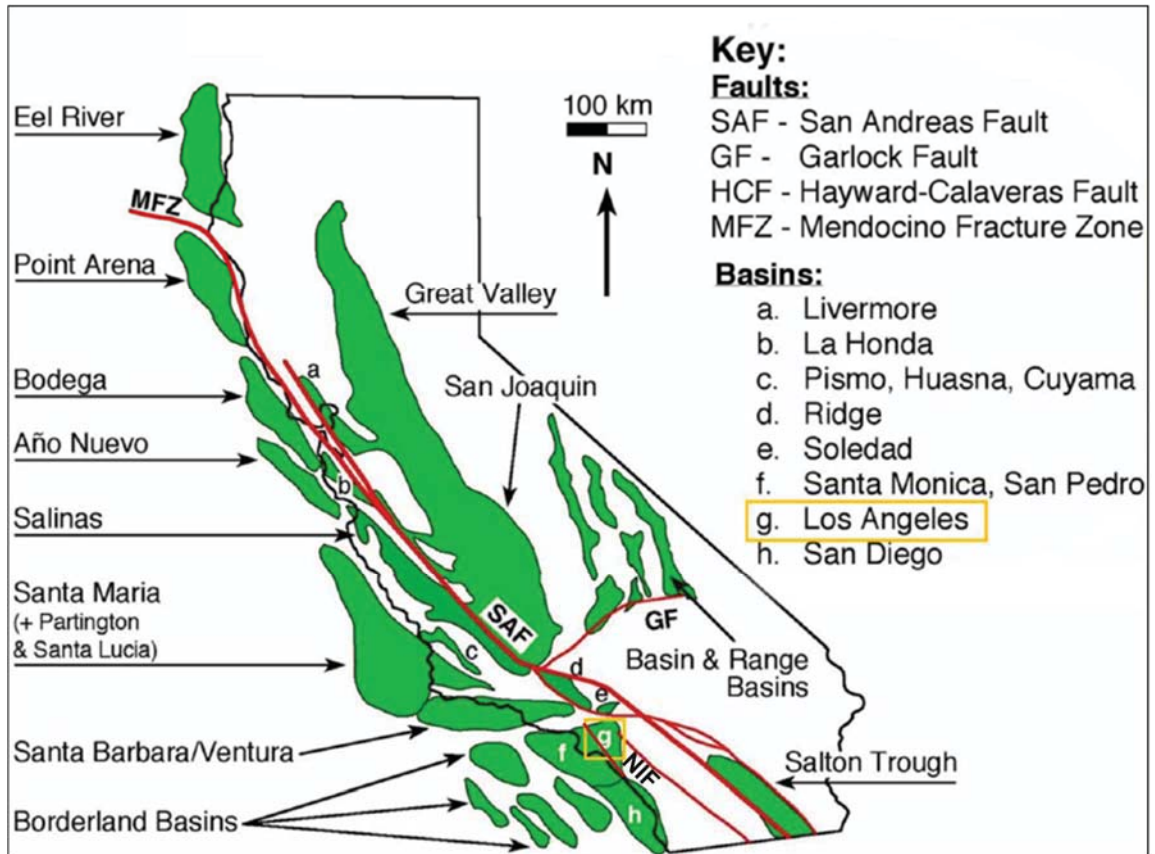 Eel River
MFZ
Point Arena
Bodega
Año Nuevo
Salinas
Santa Maria
(+ Partington
& Santa Lucia)
Santa Barbara/Ventura
Borderland Basins
Great Valley
San Joaquin
100 km
N
a
b
c
SAF
GF
d
e
Basin & Range
Basins
g
f
NIF
h
Salton Trough
Key:
Faults:
SAF - San Andreas Fault
GF - Garlock Fault
HCF - Hayward-Calaveras Fault
MFZ - Mendocino Fracture Zone
Basins:
a. Livermore
b. La Honda
c. Pismo, Huasna, Cuyama
d. Ridge
e. Soledad
f. Santa Monica, San Pedro
g. Los Angeles
h. San Diego